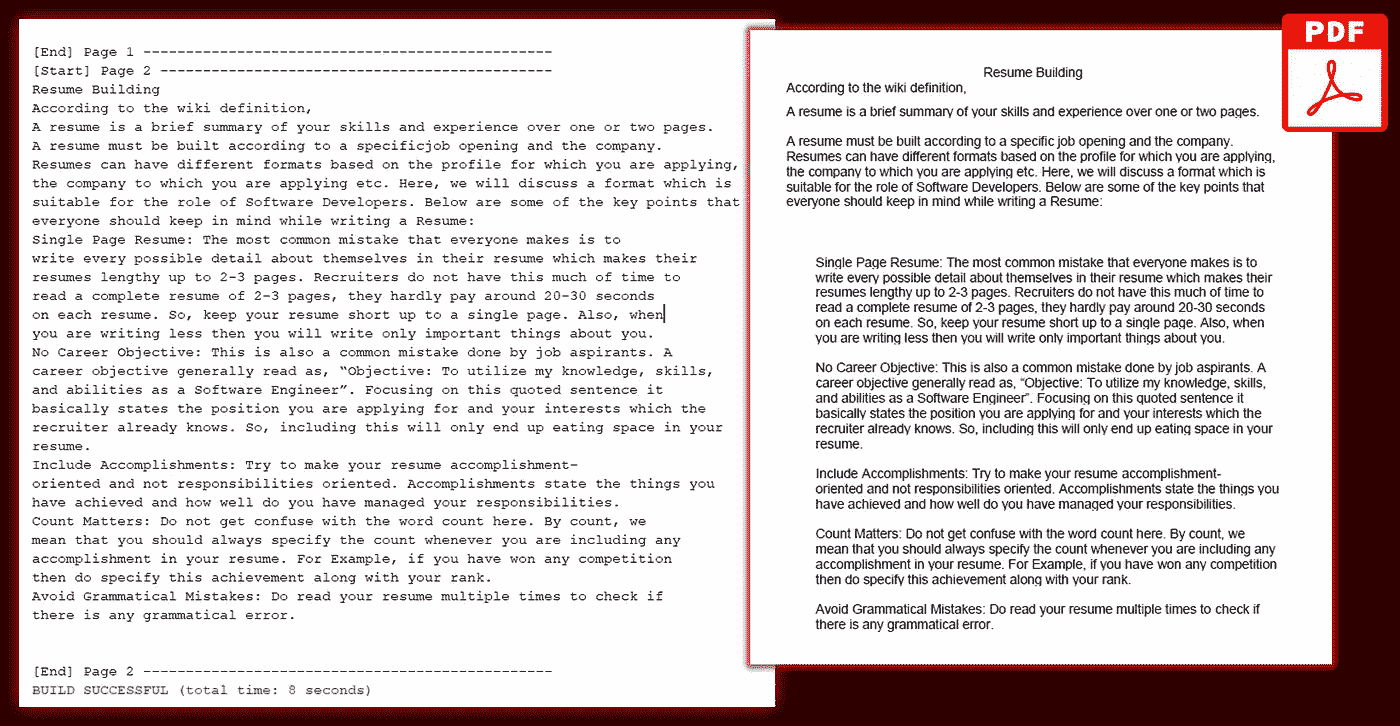 [End] Page 1 ------------------------------------------------
[Start] Page 2 ----------------------------------------------
Resume Building
According to the wiki definition,
A resume is a brief summary of your skills and experience over one or two pages.
A resume must be built according to a specificjob opening and the company.
Resumes can have different formats based on the profile for which you are applying,
the company to which you are applying etc. Here, we will discuss a format which is
suitable for the role of Software Developers. Below are some of the key points that
everyone should keep in mind while writing a Resume:
Single Page Resume: The most common mistake that everyone makes is to
write every possible detail about themselves in their resume which makes their
resumes lengthy up to 2-3 pages. Recruiters do not have this much of time to
read a complete resume of 2-3 pages, they hardly pay around 20-30 seconds
on each resume. So, keep your resume short up to a single page. Also, when
you are writing less then you will write only important things about you.
No Career Objective: This is also a common mistake done by job aspirants. A
career objective generally read as, “Objective: To utilize my knowledge, skills,
and abilities as a Software Engineer”. Focusing on this quoted sentence it
basically states the position you are applying for and your interests which the
recruiter already knows. So, including this will only end up eating space in your
resume.
Include Accomplishments: Try to make your resume accomplishment-
oriented and not responsibilities oriented. Accomplishments state the things you
have achieved and how well do you have managed your responsibilities.
Count Matters: Do not get confuse with the word count here. By count, we
mean that you should always specify the count whenever you are including any
accomplishment in your resume. For Example, if you have won any competition
then do specify this achievement along with your rank.
Avoid Grammatical Mistakes: Do read your resume multiple times to check if
there is any grammatical error.
[End] Page 2 ------------------------------------------------
BUILD SUCCESSFUL (total time: 8 seconds)
PDF
Resume Building
According to the wiki definition,
A resume is a brief summary of your skills and experience over one or two pages.
A resume must be built according to a specific job opening and the company.
Resumes can have different formats based on the profile for which you are applying,
the company to which you are applying etc. Here, we will discuss a format which is
suitable for the role of Software Developers. Below are some of the key points that
everyone should keep in mind while writing a Resume:
Single Page Resume: The most common mistake that everyone makes is to
write every possible detail about themselves in their resume which makes their
resumes lengthy up to 2-3 pages. Recruiters do not have this much of time to
read a complete resume of 2-3 pages, they hardly pay around 20-30 seconds
on each resume. So, keep your resume short up to a single page. Also, when
you are writing less then you will write only important things about you.
No Career Objective: This is also a common mistake done by job aspirants. A
career objective generally read as, “Objective: To utilize my knowledge, skills,
and abilities as a Software Engineer”. Focusing on this quoted sentence it
basically states the position you are applying for and your interests which the
recruiter already knows. So, including this will only end up eating space in your
resume.
Include Accomplishments: Try to make your resume accomplishment-
oriented and not responsibilities oriented. Accomplishments state the things you
have achieved and how well do you have managed your responsibilities.
Count Matters: Do not get confuse with the word count here. By count, we
mean that you should always specify the count whenever you are including any
accomplishment in your resume. For Example, if you have won any competition
then do specify this achievement along with your rank.
Avoid Grammatical Mistakes: Do read your resume multiple times to check if
there is any grammatical error.